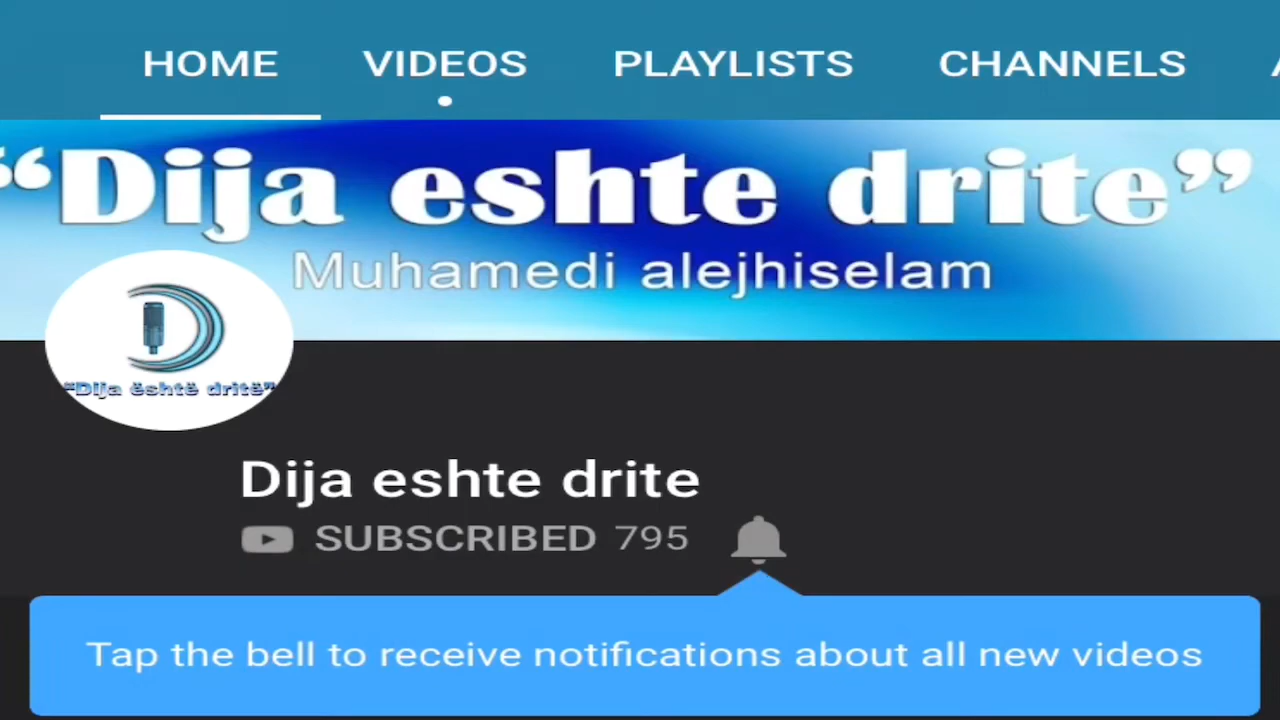 HOME VIDEOS PLAYLISTS CHANNELS
“Dija eshte drite”
Muhamedi alejhiselam
“Dija është dritë”
Dija eshte drite
SUBSCRIBED 795
Tap the bell to receive notifications about all new videos